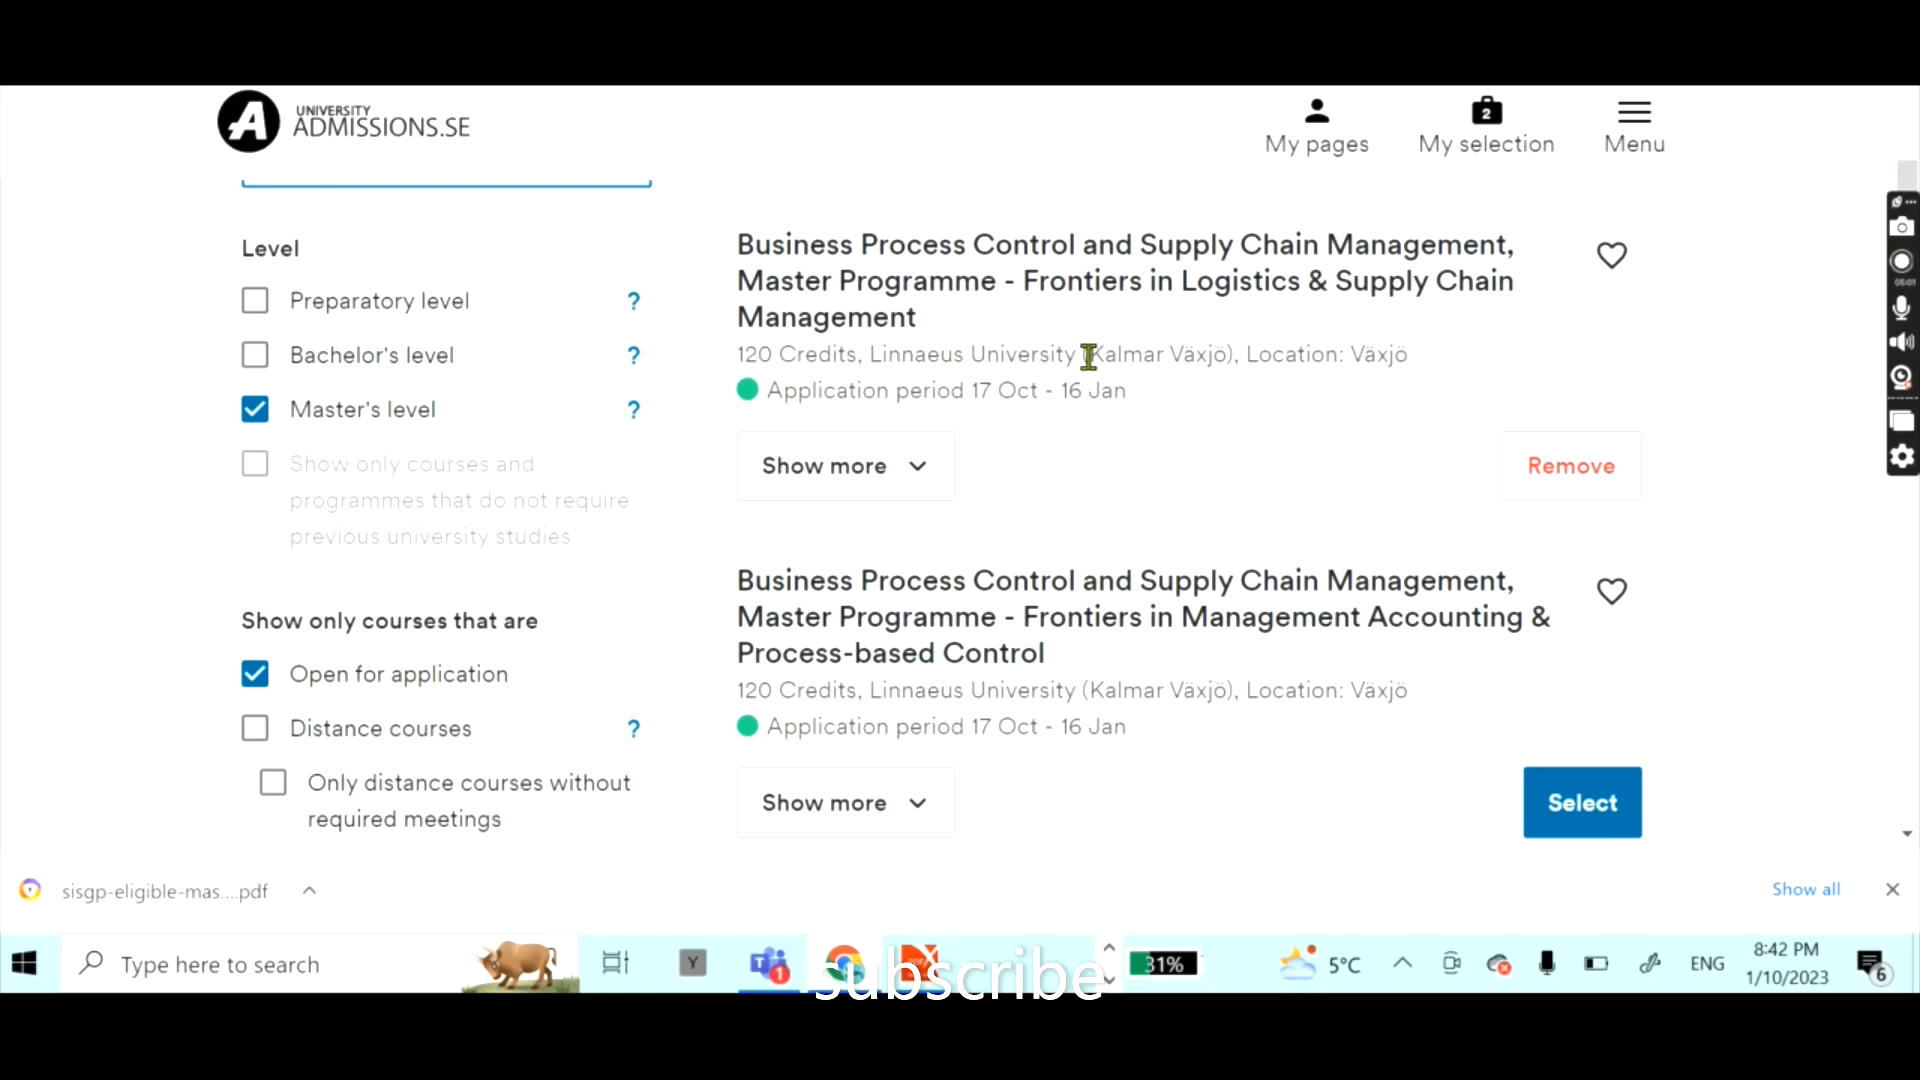 UNIVERSITY
ADMISSIONS.SE
2
My pages
My selection
Menu
Level
Preparatory level ?
Bachelor's level ?
Master's level ?
Show only courses and
programmes that do not require
previous university studies
Show only courses that are
Open for application
Distance courses ?
Only distance courses without
required meetings
Business Process Control and Supply Chain Management,
Master Programme - Frontiers in Logistics & Supply Chain
Management
120 Credits, Linnaeus University (Kalmar Växjö), Location: Växjö
Application period 17 Oct - 16 Jan
Show more
Remove
Business Process Control and Supply Chain Management,
Master Programme - Frontiers in Management Accounting &
Process-based Control
120 Credits, Linnaeus University (Kalmar Växjö), Location: Växjö
Application period 17 Oct - 16 Jan
Show more
Select
05:01
sisgp-eligible-mas....pdf
Show all
Type here to search
Y
1
subscribe
31%
5°C
ENG
8:42 PM
1/10/2023
6